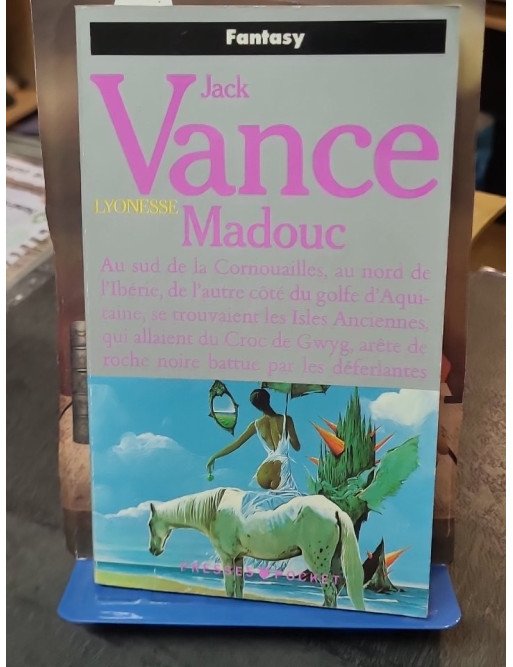 Fantasy
Jack
Vance
LYONESSE
Madouc
Au sud de la Cornouailles, au nord de
l'Ibérie, de l'autre côté du golfe d'Aqui-
taine, se trouvaient les Isles Anciennes,
qui allaient du Croc de Gwyg, arête de
roche noire battue par les déferlantes
PRESSES POCKET